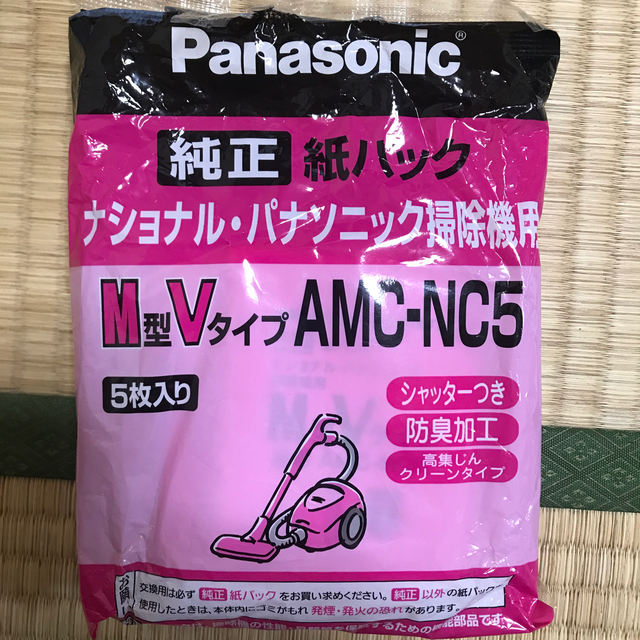 Panasonic®
純正 紙パック
ナショナル・パナソニック掃除機用
M型Vタイプ AMC-NC5
5枚入り
シャッターつき
防臭加工
高集じん
クリーンタイプ
交換用は必ず 純正 紙パック をお買い求めください。純正 以外の紙パック
使用したときは、本体内にゴミがもれ 発煙・発火の恐れがあります。